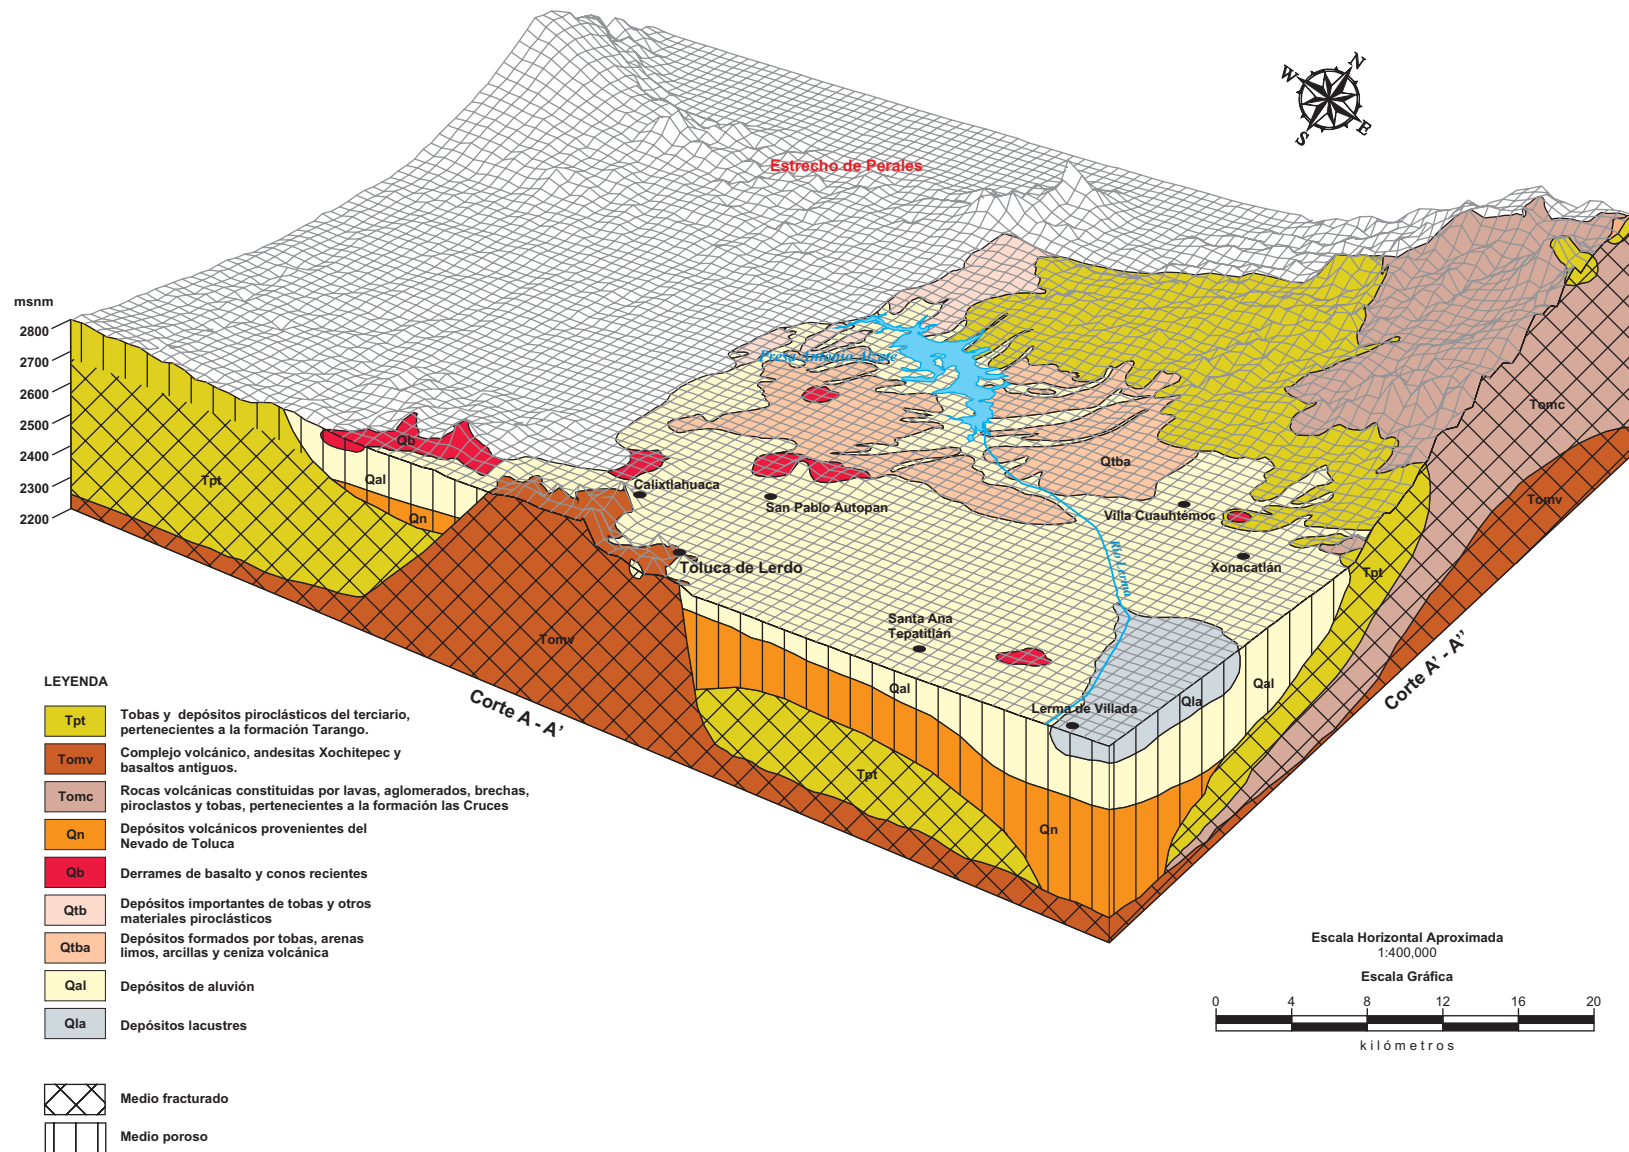 N
W
E
S
Estrecho de Perales
msnm
2800
2700
2600
2500
2400
2300
2200
Presa Antonio Alzate
Tomc
Qb
Qtba
Tpt
Qal
Calixtlahuaca
Tomv
San Pablo Autopan
Villa Cuauhtémoc
Qn
Río Lerma
Toluca de Lerdo
Xonacatlán
Tpt
Santa Ana
Tepatitlán
Tomv
Qal
Qal
Qla
Lerma de Villada
Corte A - A'
Corte A' - A''
Tpt
Qn
LEYENDA
Tpt
Tobas y depósitos piroclásticos del terciario,
pertenecientes a la formación Tarango.
Tomv
Complejo volcánico, andesitas Xochitepec y
basaltos antiguos.
Tomc
Rocas volcánicas constituidas por lavas, aglomerados, brechas,
piroclastos y tobas, pertenecientes a la formación las Cruces
Qn
Depósitos volcánicos provenientes del
Nevado de Toluca
Qb
Derrames de basalto y conos recientes
Qtb
Depósitos importantes de tobas y otros
materiales piroclásticos
Qtba
Depósitos formados por tobas, arenas
limos, arcillas y ceniza volcánica
Qal
Depósitos de aluvión
Qla
Depósitos lacustres
Medio fracturado
Medio poroso
Escala Horizontal Aproximada
1:400,000
Escala Gráfica
0 4 8 12 16 20
kilómetros